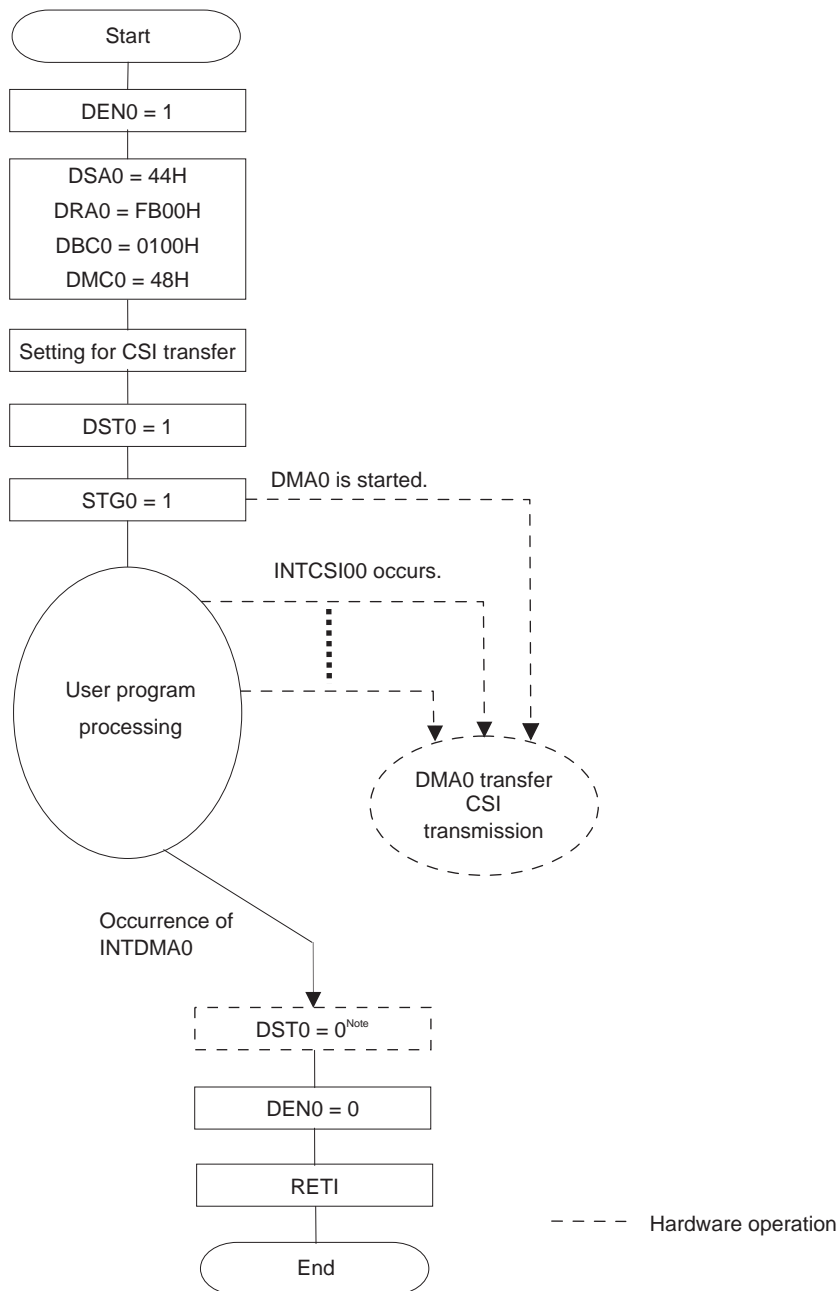 Start
DEN0 = 1
DSA0 = 44H
DRA0 = FB00H
DBC0 = 0100H
DMC0 = 48H
Setting for CSI transfer
DST0 = 1
STG0 = 1
DMA0 is started.
INTCSI00 occurs.
User program
processing
DMA0 transfer
CSI
transmission
Occurrence of
INTDMA0
DST0 = 0Note
DEN0 = 0
RETI
Hardware operation
End